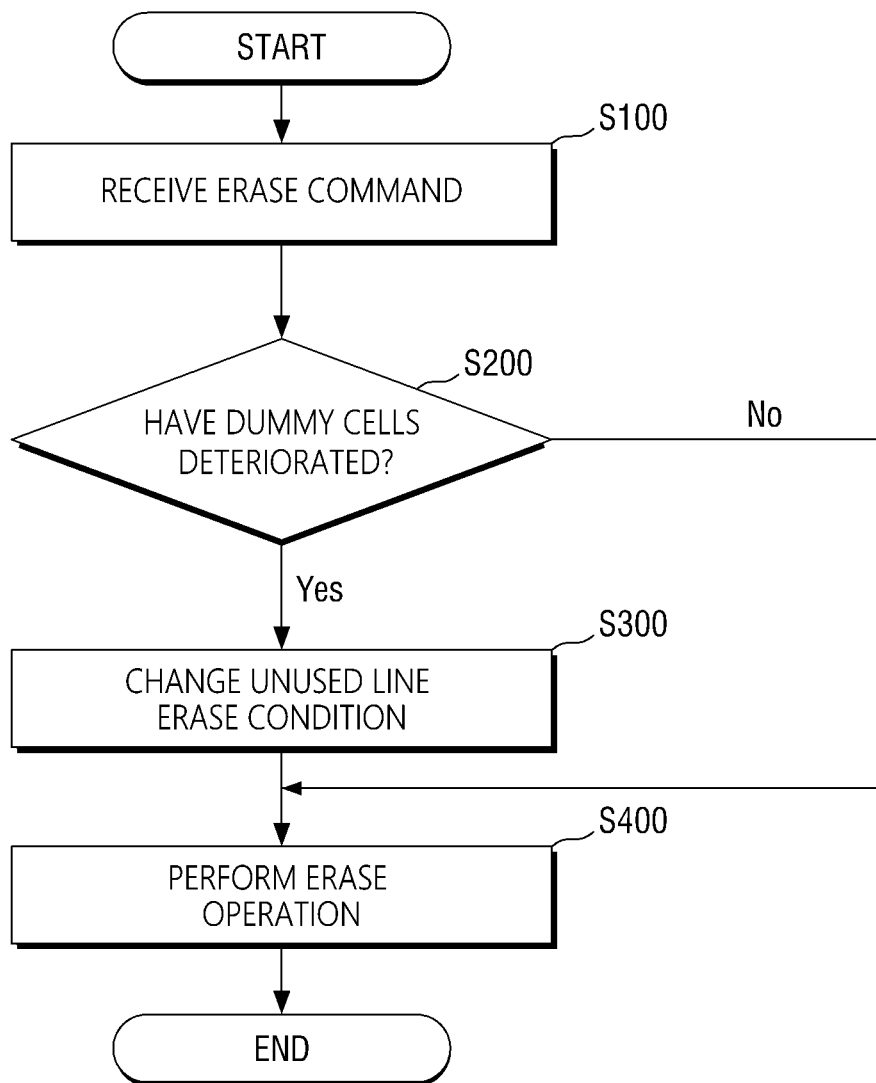 START
S100
RECEIVE ERASE COMMAND
S200
HAVE DUMMY CELLS
DETERIORATED?
No
Yes
S300
CHANGE UNUSED LINE
ERASE CONDITION
S400
PERFORM ERASE
OPERATION
END